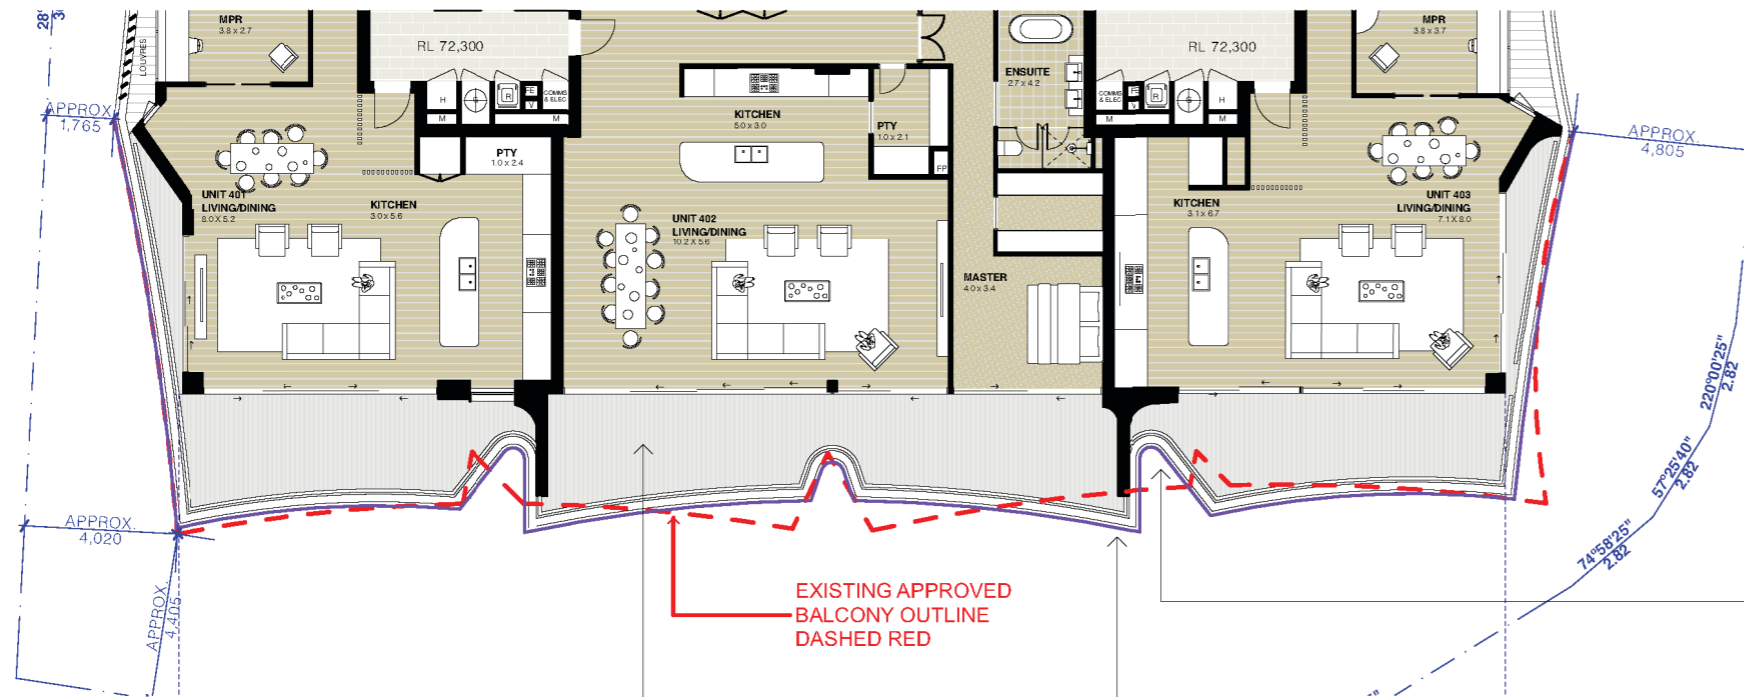 28°
MPR
3.8 x 2.7
LOUVRES
RL 72,300
H
M
R
FE
V
COMMS
& ELEC
M
ENSUITE
2.7 x 4.2
RL 72,300
COMMS
& ELEC
FE
V
R
H
M
M
MPR
3.8 x 3.7
APPROX.
1,765
KITCHEN
5.0 x 3.0
PTY
1.0 x 2.1
FP
PTY
1.0 x 2.4
APPROX.
4,805
UNIT 401
LIVING/DINING
8.0 X 5.2
KITCHEN
3.0 x 5.6
UNIT 402
LIVING/DINING
10.2 X 5.6
MASTER
4.0 x 3.4
KITCHEN
3.1 x 6.7
UNIT 403
LIVING/DINING
7.1 X 8.0
220°00'25"
2.82
57°25'40"
2.82
74°58'25"
2.82
APPROX.
4,020
APPROX.
4,405
EXISTING APPROVED
BALCONY OUTLINE
DASHED RED